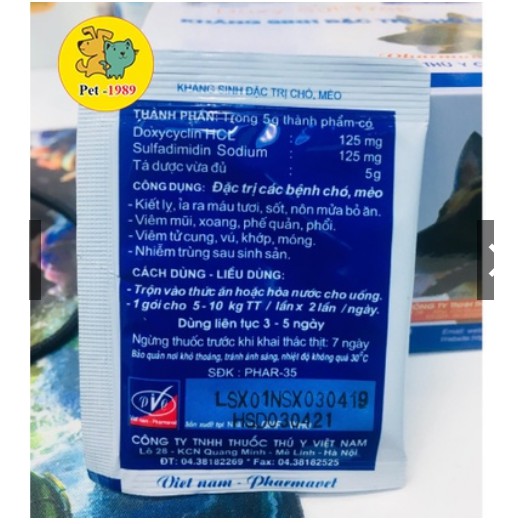 Pet -1989
KHÁNG SINH ĐẶC TRỊ CHÓ, MÈO
THÀNH PHẦN: Trong 5g thành phẩm có
Doxycyclin HCL : 125 mg
Sulfadimidin Sodium : 125 mg
Tá dược vừa đủ 5g
CÔNG DỤNG: Đặc trị các bệnh chó, mèo
- Kiết lỵ, ỉa ra máu tươi, sốt, nôn mửa bỏ ăn.
- Viêm mũi, xoang, phế quản, phổi.
- Viêm tử cung, vú, khớp, móng.
- Nhiễm trùng sau sinh sản.
CÁCH DÙNG - LIỀU DÙNG:
- Trộn vào thức ăn hoặc hòa nước cho uống.
- 1 gói cho 5 - 10 kg TT / lần x 2 lần / ngày.
Dùng liên tục 3 - 5 ngày
Ngừng thuốc trước khi khai thác thịt: 7 ngày
Bảo quản nơi khô thoáng, tránh ánh sáng, nhiệt độ không quá 30°C
SĐK : PHAR-35
LSX01NSX030419
HSD030421
DVP
Việt Nam - Pharmavet
Sản xuất tại
CÔNG TY TNHH THUỐC THÚ Y VIỆT NAM
Lô 28 - KCN Quang Minh - Mê Linh - Hà Nội
ĐT: 04.38182269 * Fax: 04.38182525
Viet nam - Pharmavet